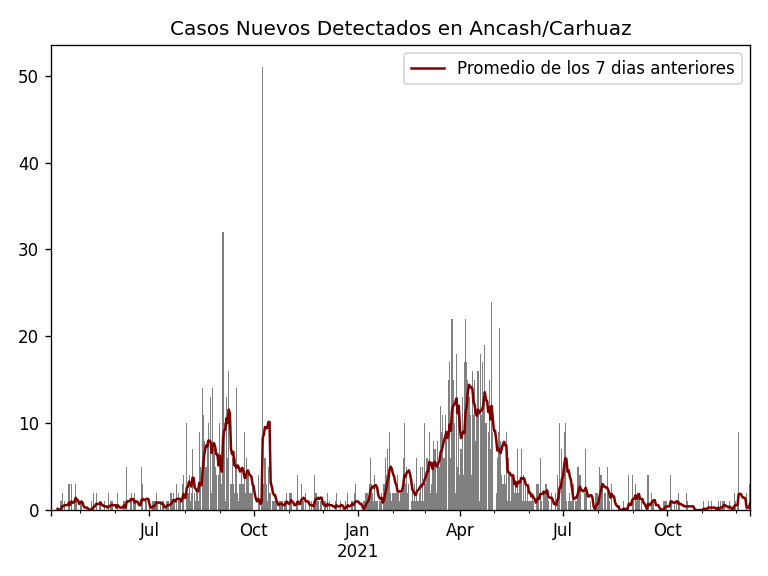 Casos Nuevos Detectados en Ancash/Carhuaz
Promedio de los 7 dias anteriores
50
40
30
20
10
0
Jul Oct Jan Apr Jul Oct
2021